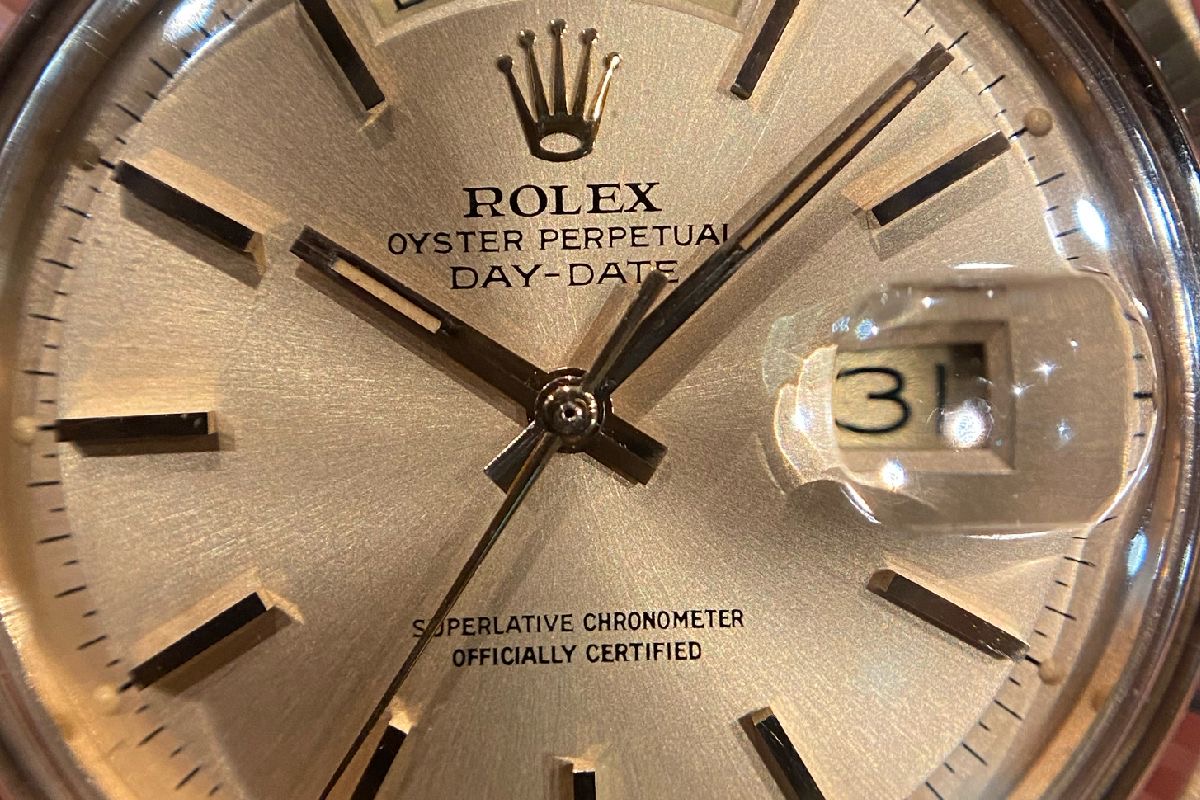 ROLEX
OYSTER PERPETUAL
DAY-DATE
31
SUPERLATIVE CHRONOMETER
OFFICIALLY CERTIFIED